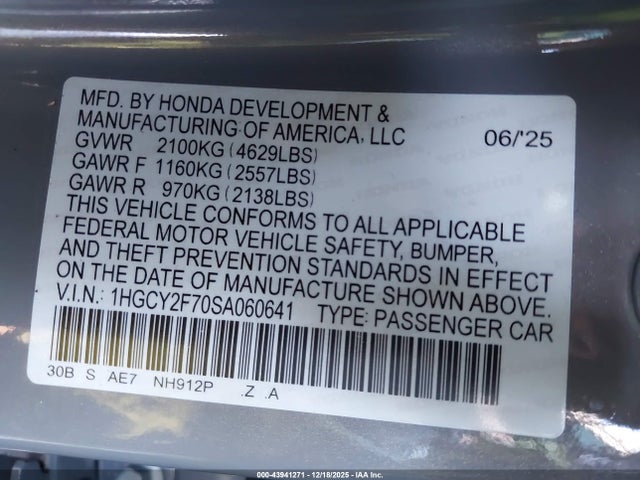 MFD. BY HONDA DEVELOPMENT &
MANUFACTURING OF AMERICA, LLC 06/'25
GVWR 2100KG (4629LBS)
GAWR F 1160KG (2557LBS)
GAWR R 970KG (2138LBS)
THIS VEHICLE CONFORMS TO ALL APPLICABLE
FEDERAL MOTOR VEHICLE SAFETY, BUMPER,
AND THEFT PREVENTION STANDARDS IN EFFECT
ON THE DATE OF MANUFACTURE SHOWN ABOVE.
V.I.N.: 1HGCY2F70SA060641 TYPE: PASSENGER CAR
30B S AE7 NH912P .Z .A
000-43941271 - 12/18/2025 - IAA Inc.